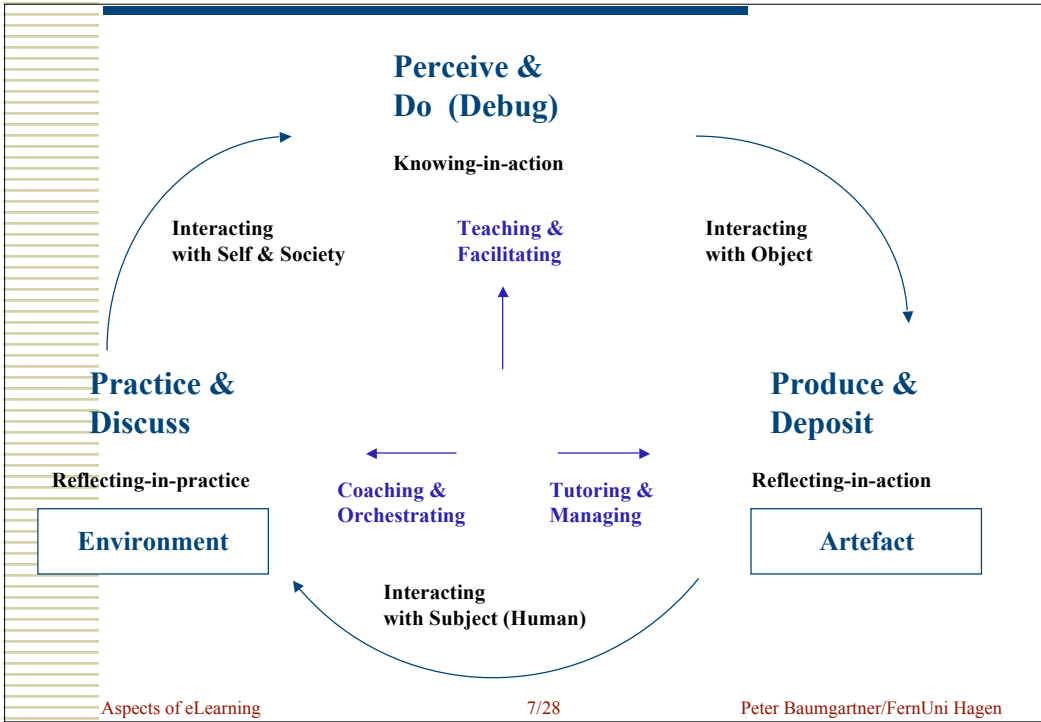 Perceive &
Do (Debug)
Knowing-in-action
Interacting
with Self & Society
Teaching &
Facilitating
Interacting
with Object
Practice &
Discuss
Produce &
Deposit
Reflecting-in-practice
Coaching &
Orchestrating
Tutoring &
Managing
Reflecting-in-action
Environment
Artefact
Interacting
with Subject (Human)
Aspects of eLearning
7/28
Peter Baumgartner/FernUni Hagen